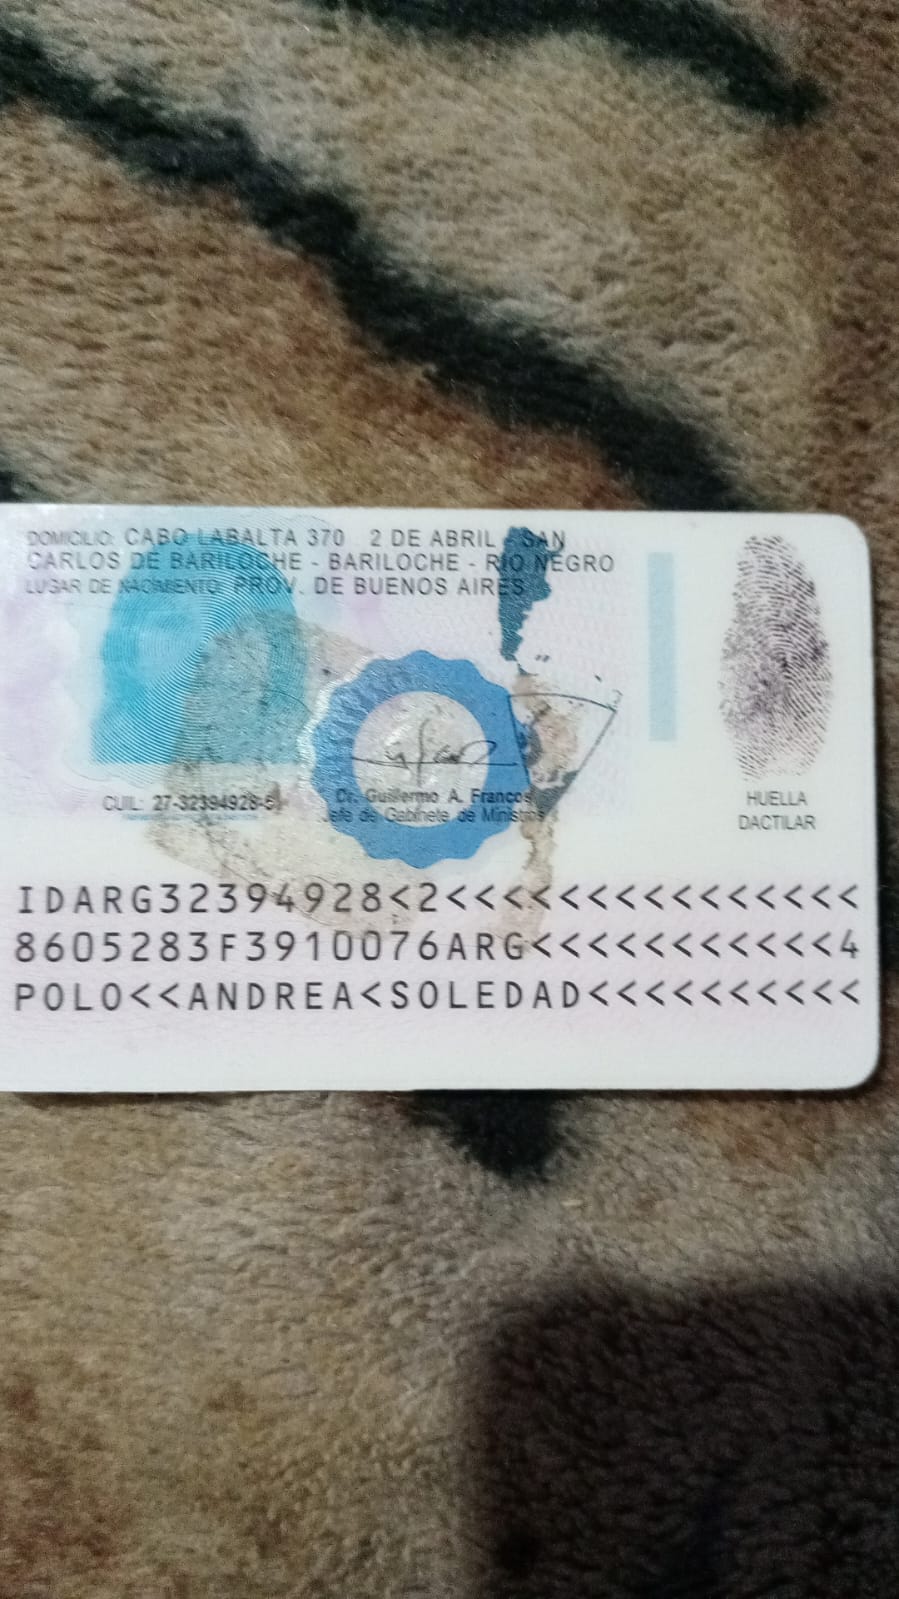 DOMICILIO: CABO LABALTA 370 2 DE ABRIL - SAN
CARLOS DE BARILOCHE - BARILOCHE - RIO NEGRO
LUGAR DE NACIMIENTO: PROV. DE BUENOS AIRES
CUIL: 27-32394928-5
Dr. Guillermo A. Francos
Jefe de Gabinete de Ministros
HUELLA
DACTILAR
IDARG32394928<2<<<<<<<<<<<<<<<
8605283F3910076ARG<<<<<<<<<<<4
POLO<<ANDREA<SOLEDAD<<<<<<<<<<